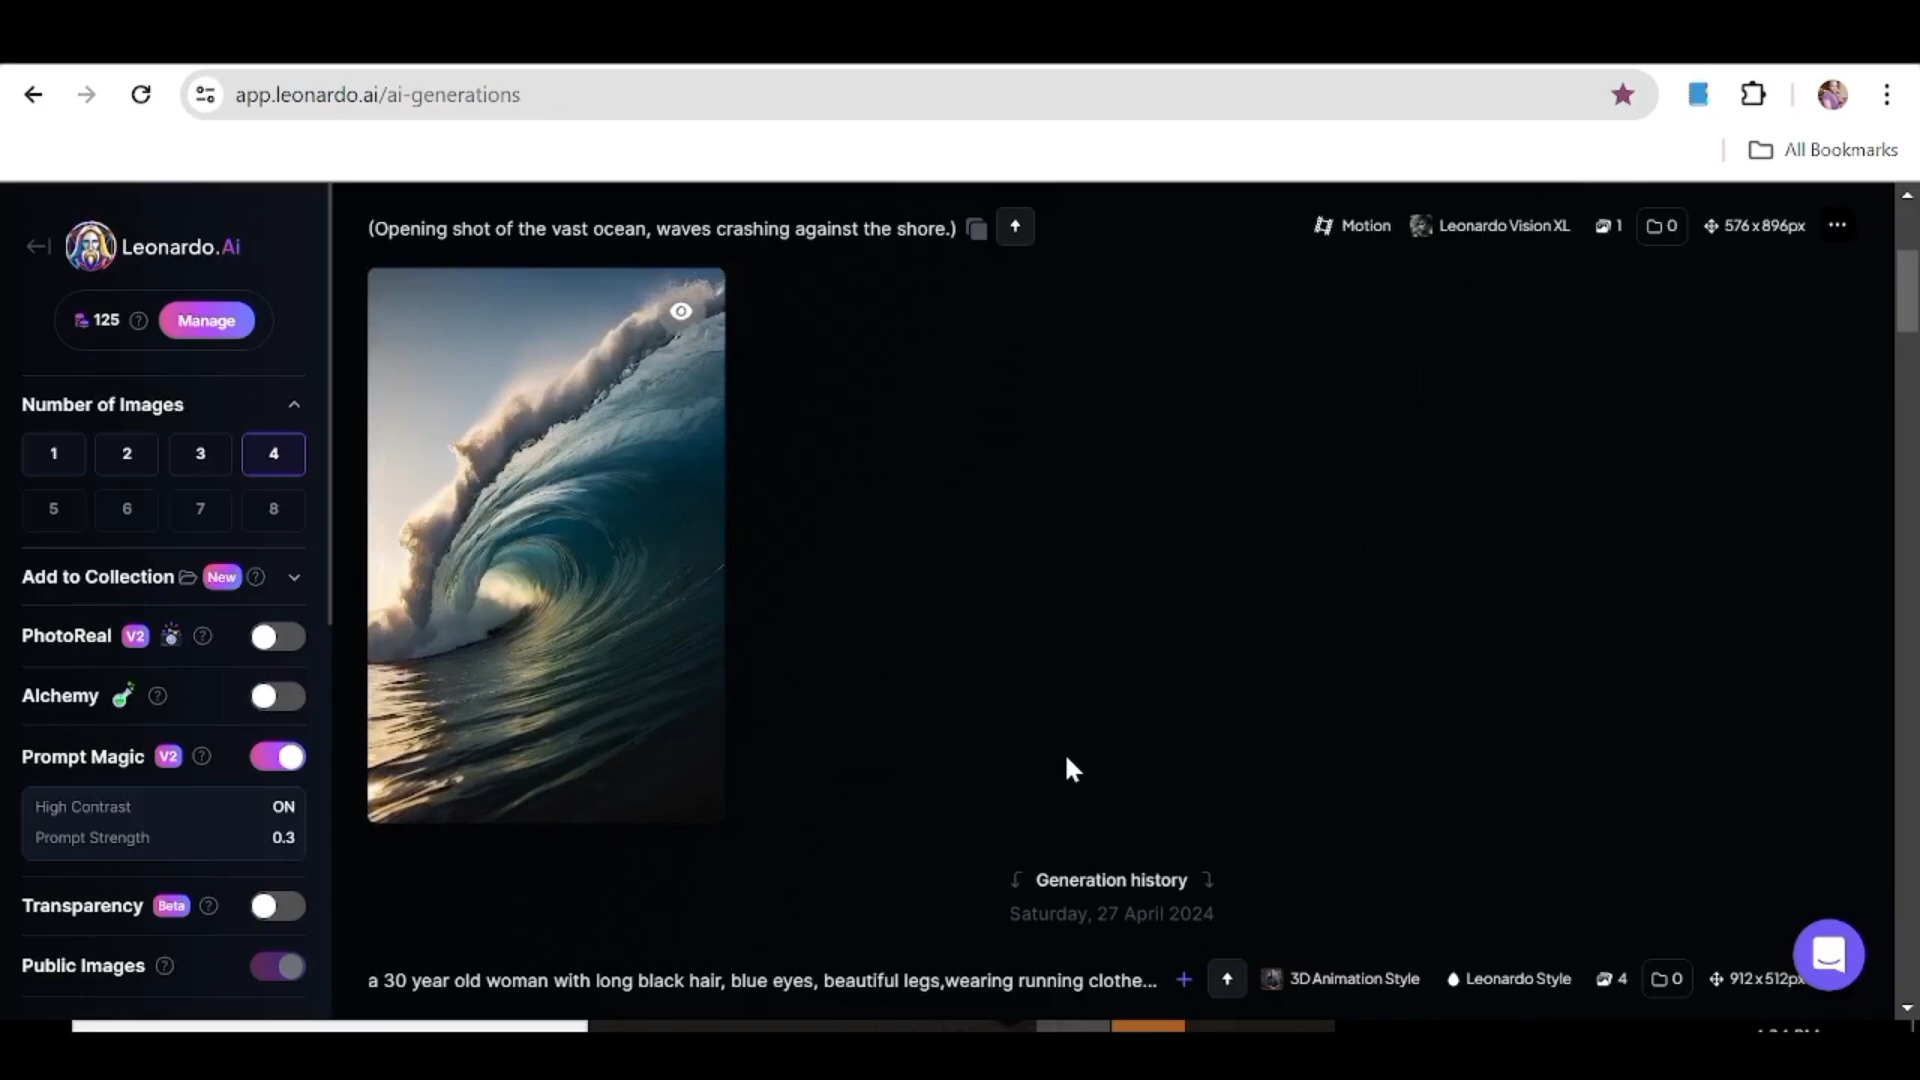 app.leonardo.ai/ai-generations
All Bookmarks
Leonardo.Ai
125 ? Manage
Number of Images
1 2 3 4
5 6 7 8
Add to Collection New ?
PhotoReal V2 ?
Alchemy ?
Prompt Magic V2 ?
High Contrast ON
Prompt Strength 0.3
Transparency Beta ?
Public Images ?
(Opening shot of the vast ocean, waves crashing against the shore.)
Motion Leonardo Vision XL 1 0 576x896px
Generation history
Saturday, 27 April 2024
a 30 year old woman with long black hair, blue eyes, beautiful legs,wearing running clothe...
3D Animation Style Leonardo Style 4 0 912x512px